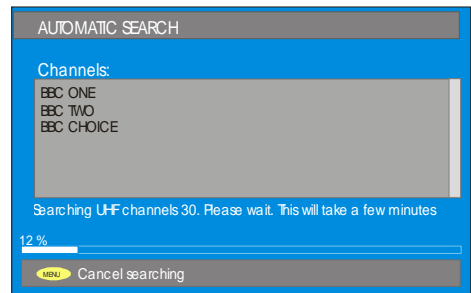 AUTOMATIC SEARCH
Channels:
BBC ONE
BBC TWO
BBC CHOICE
Searching UHF channels 30. Please wait. This will take a few minutes
12 %
MENU Cancel searching